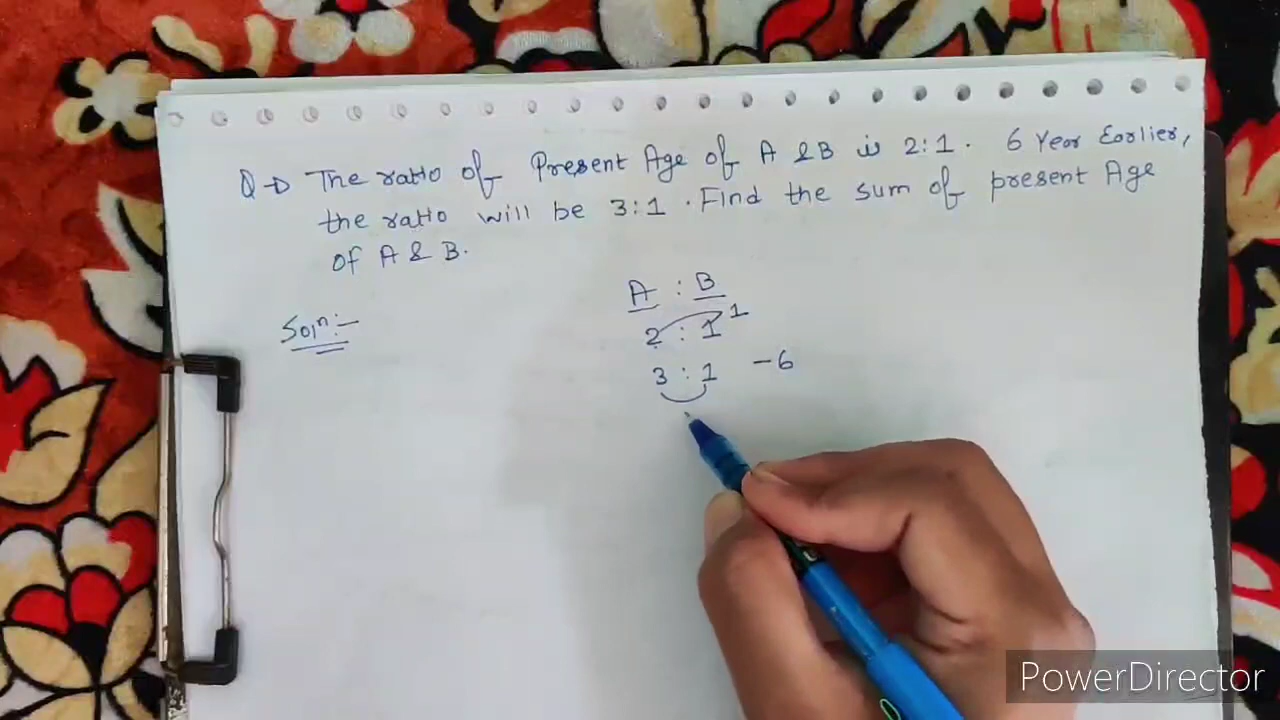 Q-1 The ratio of Present Age of A & B is 2:1. 6 Year Earlier,
the ratio will be 3:1. Find the sum of present Age
of A & B.
Soln:-
A : B
2 : 1 1
3 : 1 -6
PowerDirector